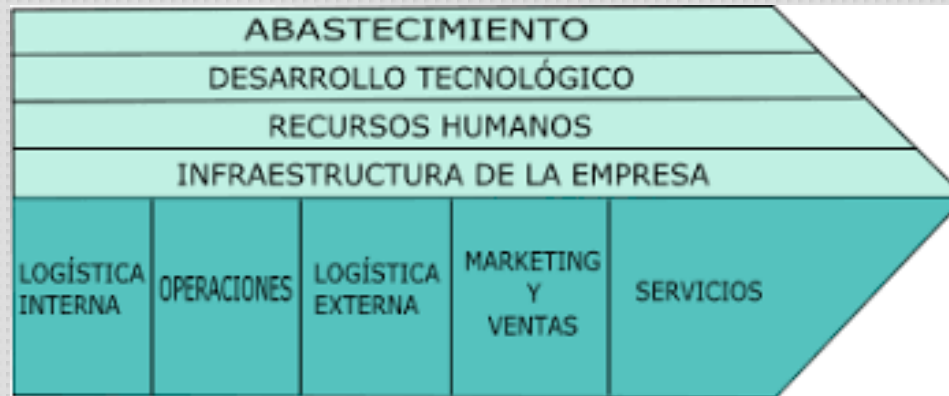 ABASTECIMIENTO
DESARROLLO TECNOLÓGICO
RECURSOS HUMANOS
INFRAESTRUCTURA DE LA EMPRESA
LOGÍSTICA
INTERNA
OPERACIONES
LOGÍSTICA
EXTERNA
MARKETING
Y
VENTAS
SERVICIOS